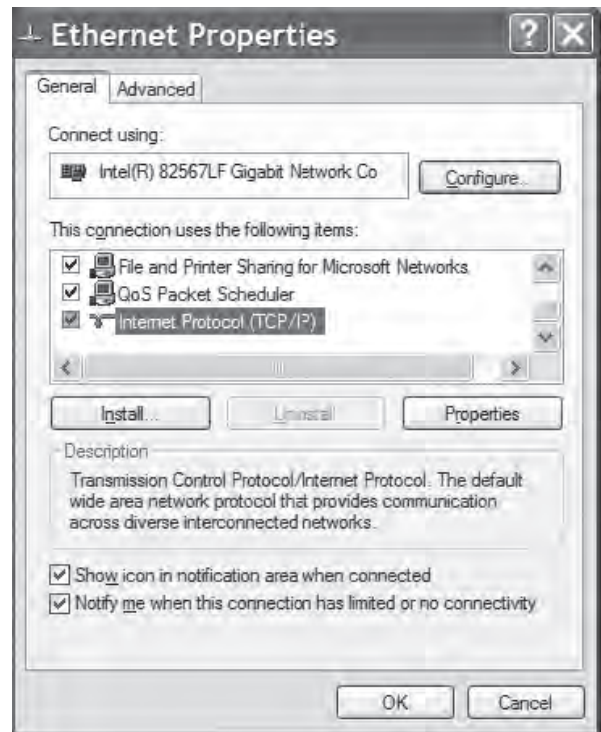 Ethernet Properties
General Advanced
Connect using:
Intel(R) 82567LF Gigabit Network Co
Configure...
This connection uses the following items:
File and Printer Sharing for Microsoft Networks
QoS Packet Scheduler
Internet Protocol (TCP/IP)
Install... Uninstall Properties
Description
Transmission Control Protocol/Internet Protocol. The default
wide area network protocol that provides communication
across diverse interconnected networks.
Show icon in notification area when connected
Notify me when this connection has limited or no connectivity
OK Cancel